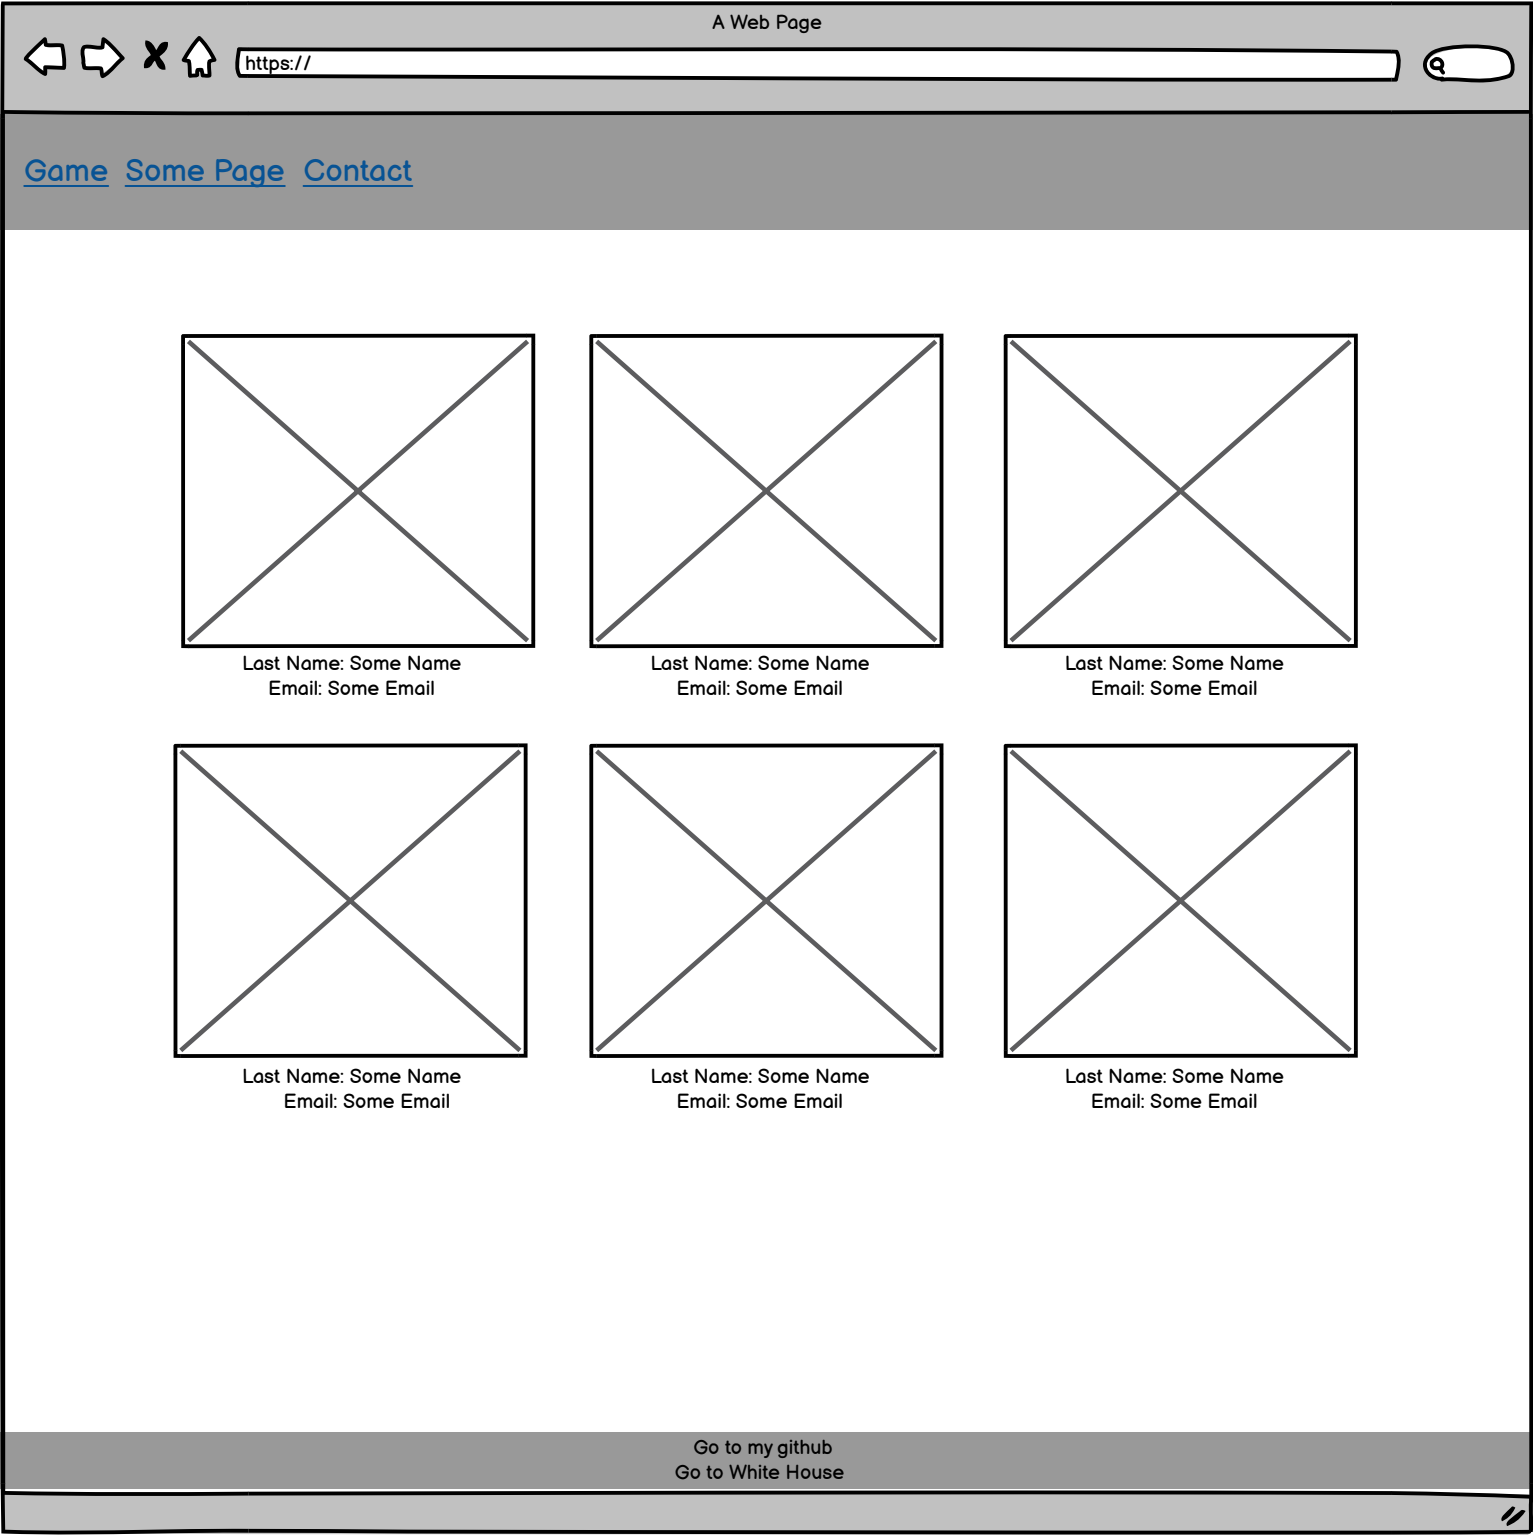 A Web Page
https://
Game Some Page Contact
Last Name: Some Name Last Name: Some Name Last Name: Some Name
Email: Some Email Email: Some Email Email: Some Email
Last Name: Some Name Last Name: Some Name Last Name: Some Name
Email: Some Email Email: Some Email Email: Some Email
Go to my github
Go to White House